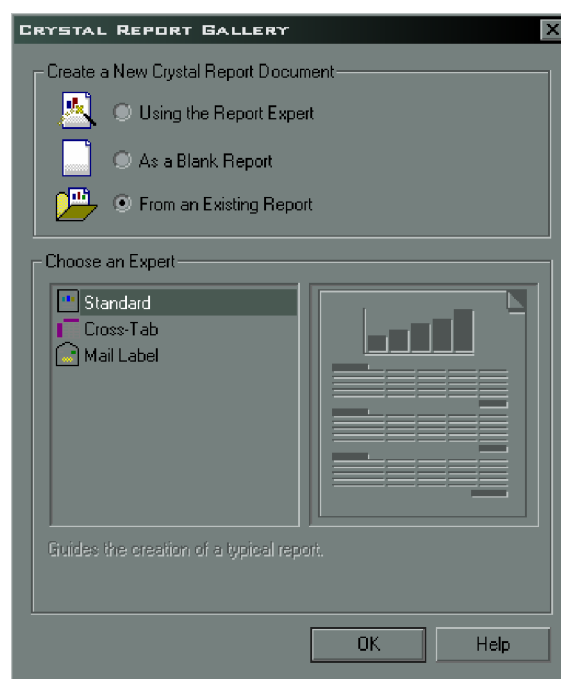 Crystal Report Gallery
Create a New Crystal Report Document
Using the Report Expert
As a Blank Report
From an Existing Report
Choose an Expert
Standard
Cross-Tab
Mail Label
Guides the creation of a typical report.
OK
Help